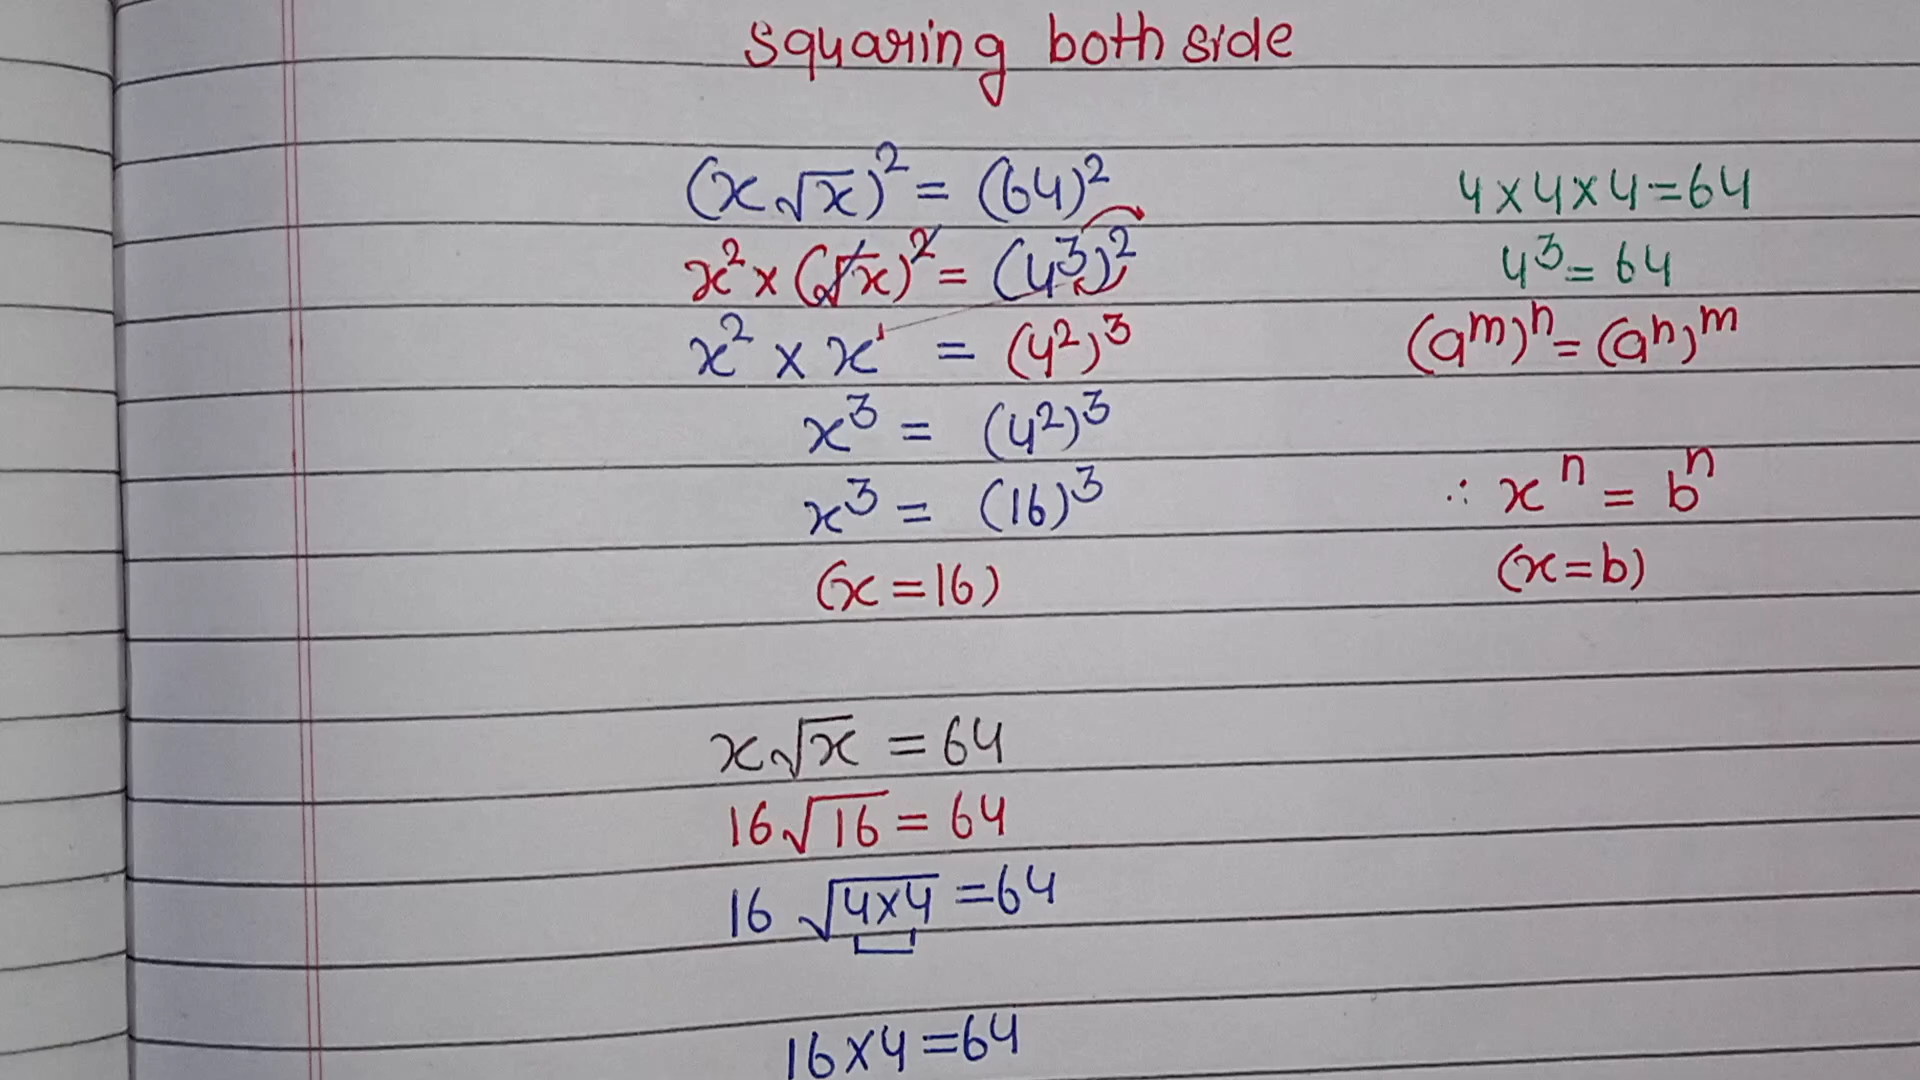 squaring both side
(x√x)² = (64)²
4×4×4=64
x²×(√x)² = (4³)²
4³= 64
x² × x¹ = (4²)³
(aᵐ)ⁿ= (aⁿ)ᵐ
x³ = (4²)³
x³ = (16)³
∴ xⁿ = bⁿ
(x=16)
(x=b)
x√x = 64
16√16 = 64
16 √4×4 =64
16×4=64